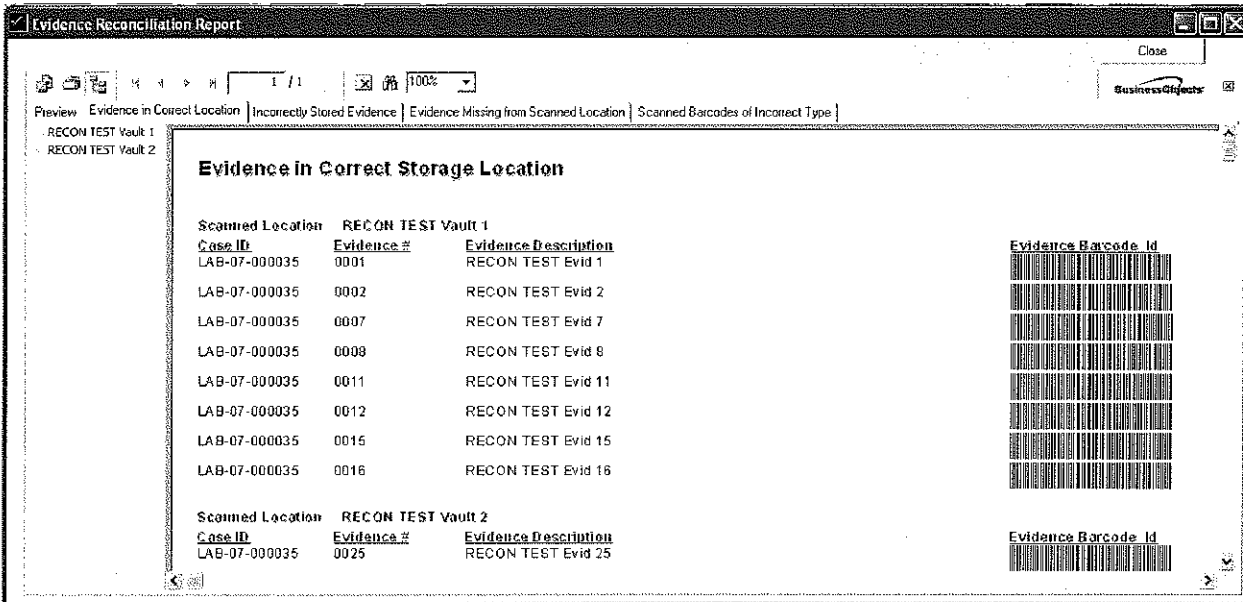 Evidence Reconciliation Report
Close
1 / 1 100%
BusinessObjects
Preview Evidence in Correct Location Incorrectly Stored Evidence Evidence Missing from Scanned Location Scanned Barcodes of Incorrect Type
RECON TEST Vault 1
RECON TEST Vault 2
Evidence in Correct Storage Location
Scanned Location RECON TEST Vault 1
Case ID Evidence # Evidence Description Evidence Barcode Id
LAB-07-000035 0001 RECON TEST Evid 1
LAB-07-000035 0002 RECON TEST Evid 2
LAB-07-000035 0007 RECON TEST Evid 7
LAB-07-000035 0008 RECON TEST Evid 8
LAB-07-000035 0011 RECON TEST Evid 11
LAB-07-000035 0012 RECON TEST Evid 12
LAB-07-000035 0015 RECON TEST Evid 15
LAB-07-000035 0016 RECON TEST Evid 16
Scanned Location RECON TEST Vault 2
Case ID Evidence # Evidence Description Evidence Barcode Id
LAB-07-000035 0025 RECON TEST Evid 25